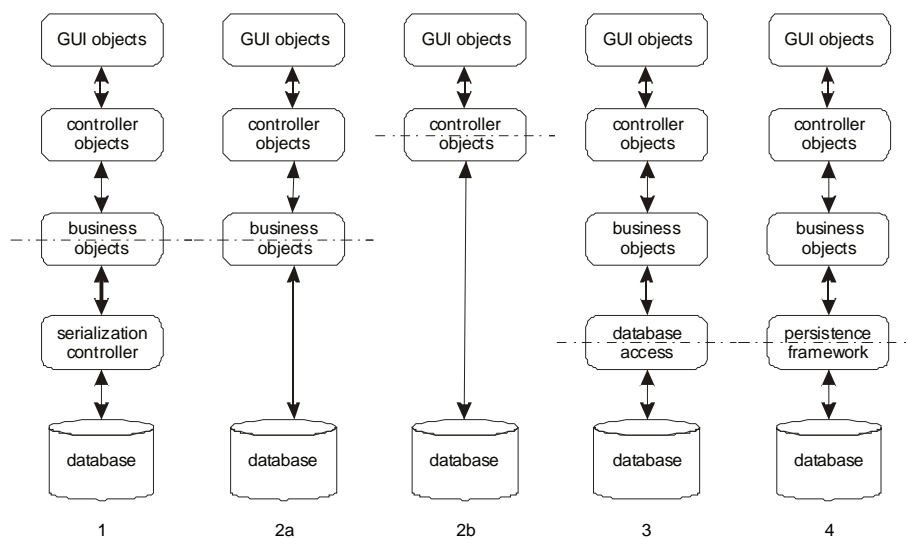 GUI objects
GUI objects
GUI objects
GUI objects
GUI objects
controller
objects
controller
objects
controller
objects
controller
objects
controller
objects
business
objects
business
objects
business
objects
business
objects
serialization
controller
database
access
persistence
framework
database
database
database
database
database
1
2a
2b
3
4